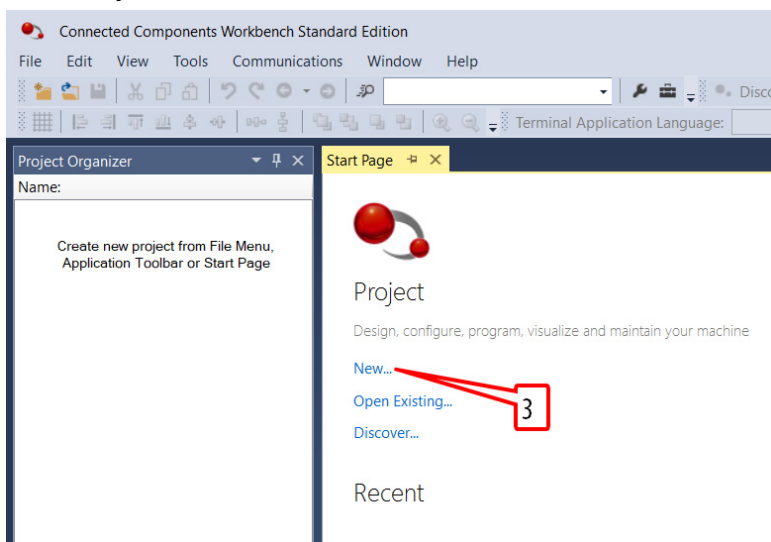 Connected Components Workbench Standard Edition
File Edit View Tools Communications Window Help
Terminal Application Language:
Project Organizer
Start Page
Name:
Create new project from File Menu,
Application Toolbar or Start Page
Project
Design, configure, program, visualize and maintain your machine
New...
3
Open Existing...
Discover...
Recent